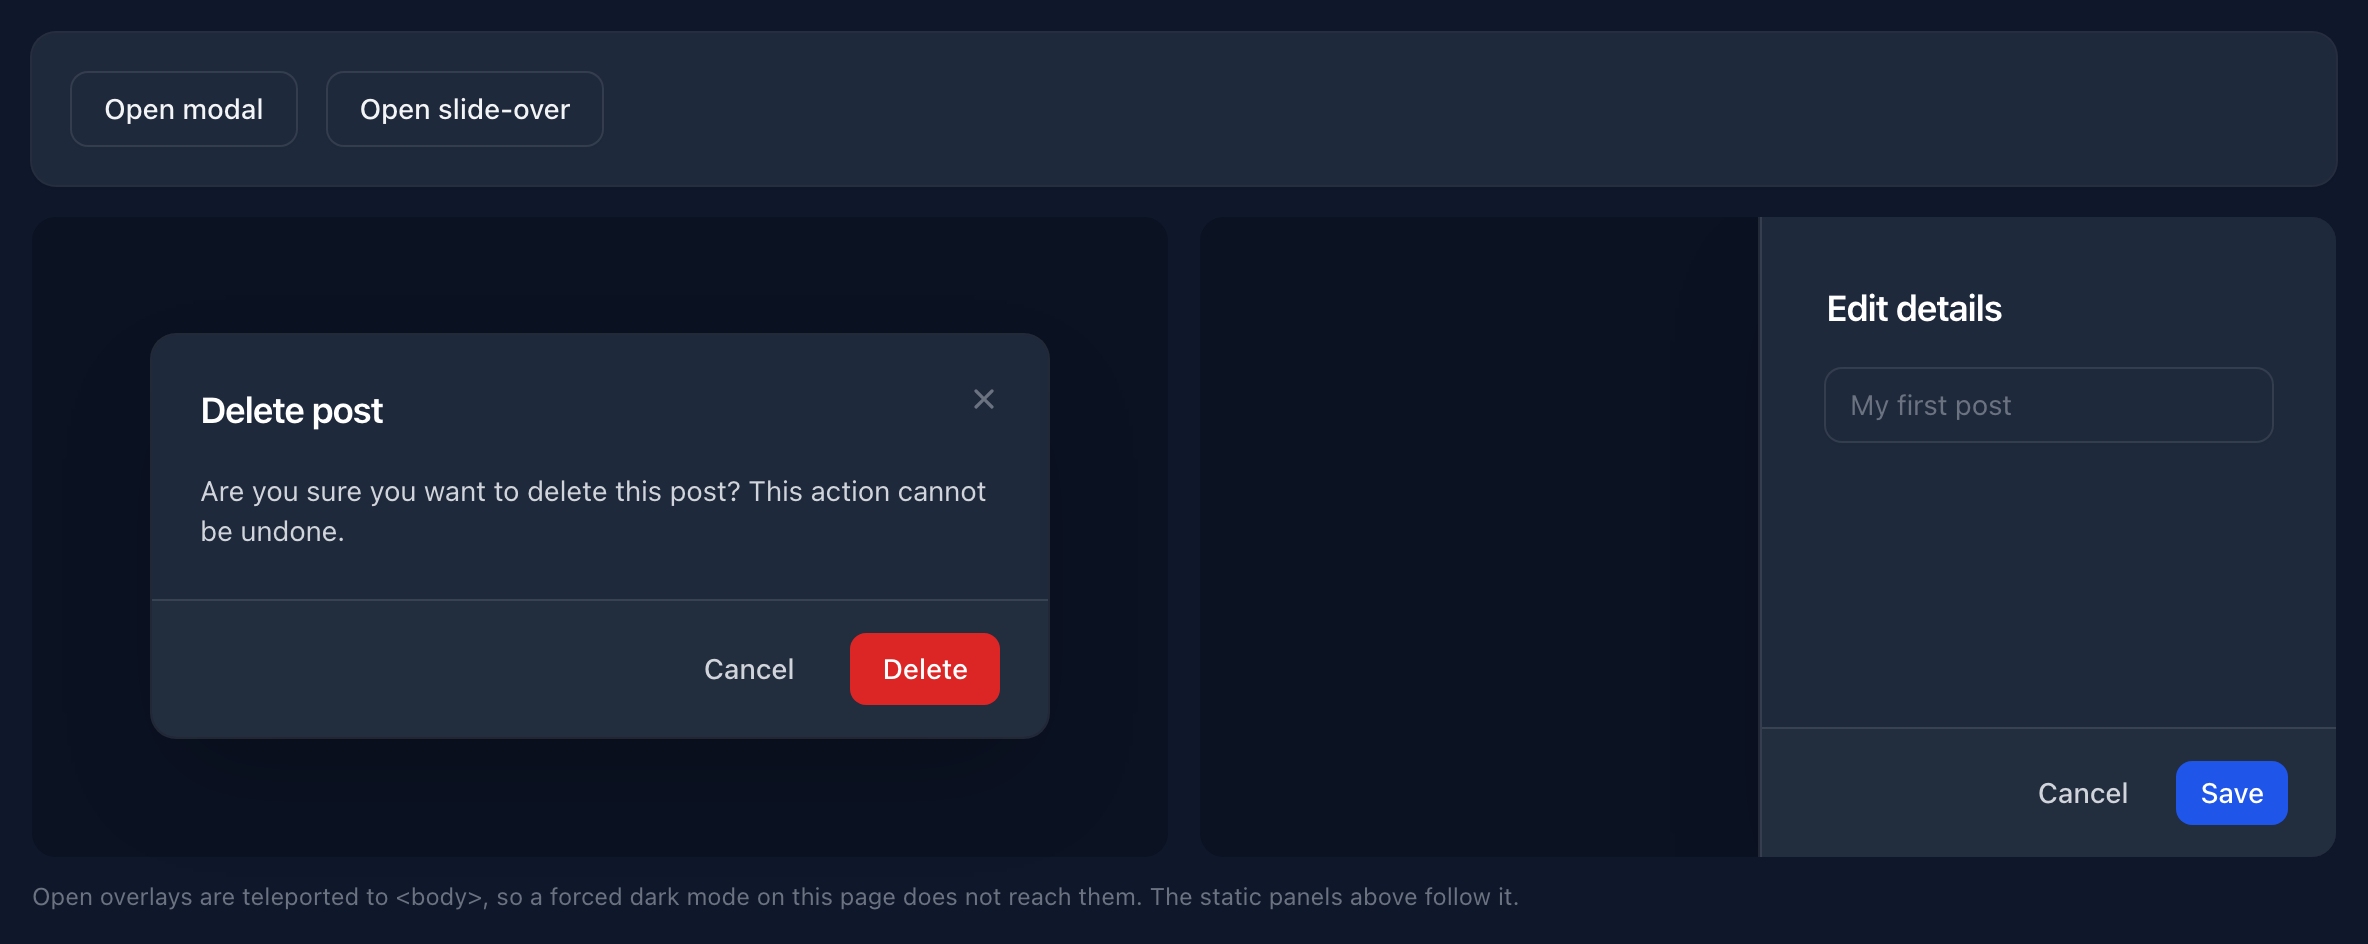 Open modal
Open slide-over
Delete post
Are you sure you want to delete this post? This action cannot
be undone.
Cancel
Delete
Edit details
My first post
Cancel
Save
Open overlays are teleported to <body>, so a forced dark mode on this page does not reach them. The static panels above follow it.